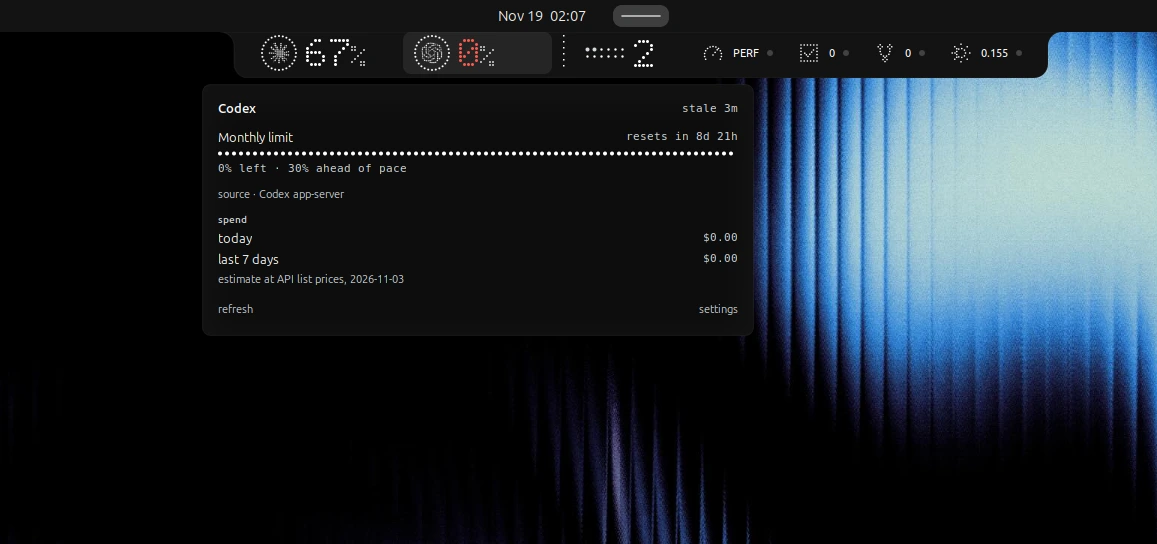 Nov 19 02:07
67% 0% 2 PERF 0 0 0.155
Codex stale 3m
Monthly limit resets in 8d 21h
0% left · 30% ahead of pace
source · Codex app-server
spend
today $0.00
last 7 days $0.00
estimate at API list prices, 2026-11-03
refresh settings